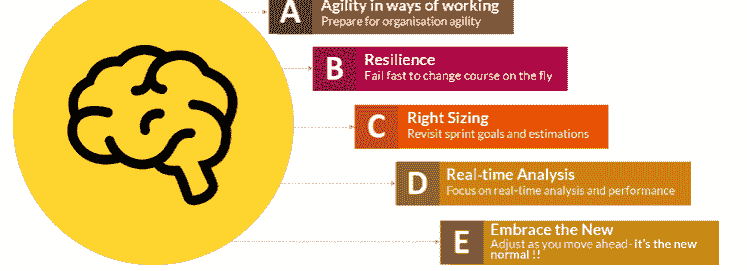 A
Agility in ways of working
Prepare for organisation agility
B
Resilience
Fail fast to change course on the fly
C
Right Sizing
Revisit sprint goals and estimations
D
Real-time Analysis
Focus on real-time analysis and performance
E
Embrace the New
Adjust as you move ahead- it's the new
normal !!